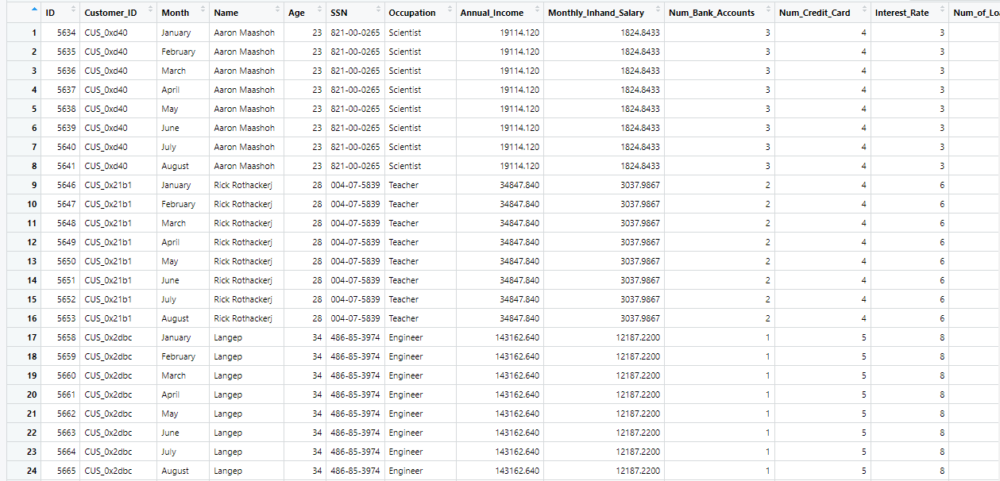 ID Customer_ID Month Name Age SSN Occupation Annual_Income Monthly_Inhand_Salary Num_Bank_Accounts Num_Credit_Card Interest_Rate Num_of_Lo
1 5634 CUS_0xd40 January Aaron Maashoh 23 821-00-0265 Scientist 19114.120 1824.8433 3 4 3
2 5635 CUS_0xd40 February Aaron Maashoh 23 821-00-0265 Scientist 19114.120 1824.8433 3 4 3
3 5636 CUS_0xd40 March Aaron Maashoh 23 821-00-0265 Scientist 19114.120 1824.8433 3 4 3
4 5637 CUS_0xd40 April Aaron Maashoh 23 821-00-0265 Scientist 19114.120 1824.8433 3 4 3
5 5638 CUS_0xd40 May Aaron Maashoh 23 821-00-0265 Scientist 19114.120 1824.8433 3 4 3
6 5639 CUS_0xd40 June Aaron Maashoh 23 821-00-0265 Scientist 19114.120 1824.8433 3 4 3
7 5640 CUS_0xd40 July Aaron Maashoh 23 821-00-0265 Scientist 19114.120 1824.8433 3 4 3
8 5641 CUS_0xd40 August Aaron Maashoh 23 821-00-0265 Scientist 19114.120 1824.8433 3 4 3
9 5646 CUS_0x21b1 January Rick Rothackerj 28 004-07-5839 Teacher 34847.840 3037.9867 2 4 6
10 5647 CUS_0x21b1 February Rick Rothackerj 28 004-07-5839 Teacher 34847.840 3037.9867 2 4 6
11 5648 CUS_0x21b1 March Rick Rothackerj 28 004-07-5839 Teacher 34847.840 3037.9867 2 4 6
12 5649 CUS_0x21b1 April Rick Rothackerj 28 004-07-5839 Teacher 34847.840 3037.9867 2 4 6
13 5650 CUS_0x21b1 May Rick Rothackerj 28 004-07-5839 Teacher 34847.840 3037.9867 2 4 6
14 5651 CUS_0x21b1 June Rick Rothackerj 28 004-07-5839 Teacher 34847.840 3037.9867 2 4 6
15 5652 CUS_0x21b1 July Rick Rothackerj 28 004-07-5839 Teacher 34847.840 3037.9867 2 4 6
16 5653 CUS_0x21b1 August Rick Rothackerj 28 004-07-5839 Teacher 34847.840 3037.9867 2 4 6
17 5658 CUS_0x2dbc January Langep 34 486-85-3974 Engineer 143162.640 12187.2200 1 5 8
18 5659 CUS_0x2dbc February Langep 34 486-85-3974 Engineer 143162.640 12187.2200 1 5 8
19 5660 CUS_0x2dbc March Langep 34 486-85-3974 Engineer 143162.640 12187.2200 1 5 8
20 5661 CUS_0x2dbc April Langep 34 486-85-3974 Engineer 143162.640 12187.2200 1 5 8
21 5662 CUS_0x2dbc May Langep 34 486-85-3974 Engineer 143162.640 12187.2200 1 5 8
22 5663 CUS_0x2dbc June Langep 34 486-85-3974 Engineer 143162.640 12187.2200 1 5 8
23 5664 CUS_0x2dbc July Langep 34 486-85-3974 Engineer 143162.640 12187.2200 1 5 8
24 5665 CUS_0x2dbc August Langep 34 486-85-3974 Engineer 143162.640 12187.2200 1 5 8